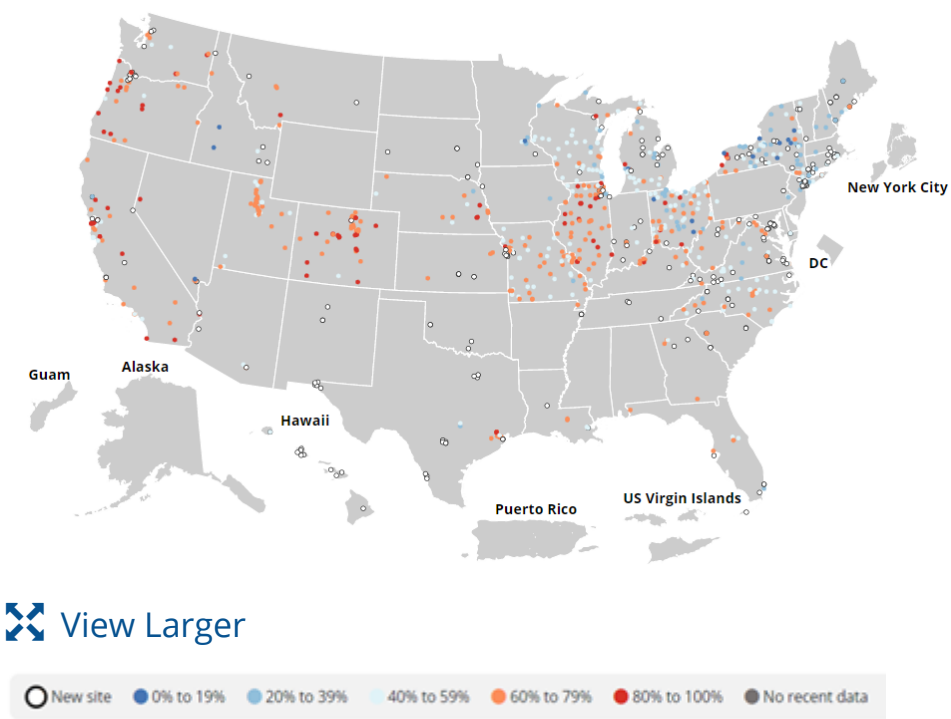 New York City
DC
Guam
Alaska
Hawaii
US Virgin Islands
Puerto Rico
View Larger
New site 0% to 19% 20% to 39% 40% to 59% 60% to 79% 80% to 100% No recent data